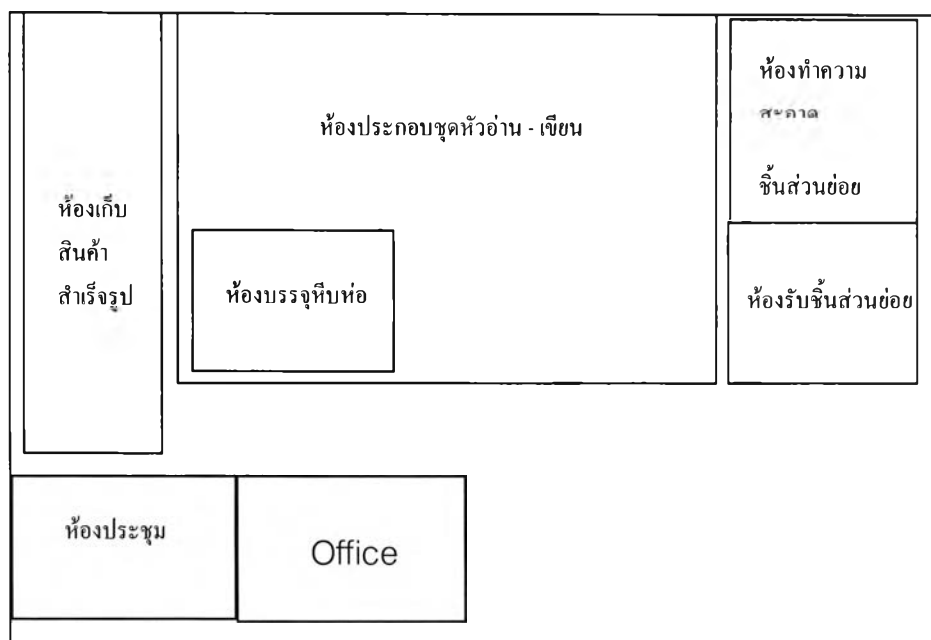 ห้องเก็บ
สินค้า
สำเร็จรูป
ห้องประกอบชุดหัวอ่าน - เขียน
ห้องบรรจุหีบห่อ
ห้องทำความ
สะอาด
ชิ้นส่วนย่อย
ห้องรับชิ้นส่วนย่อย
ห้องประชุม
Office